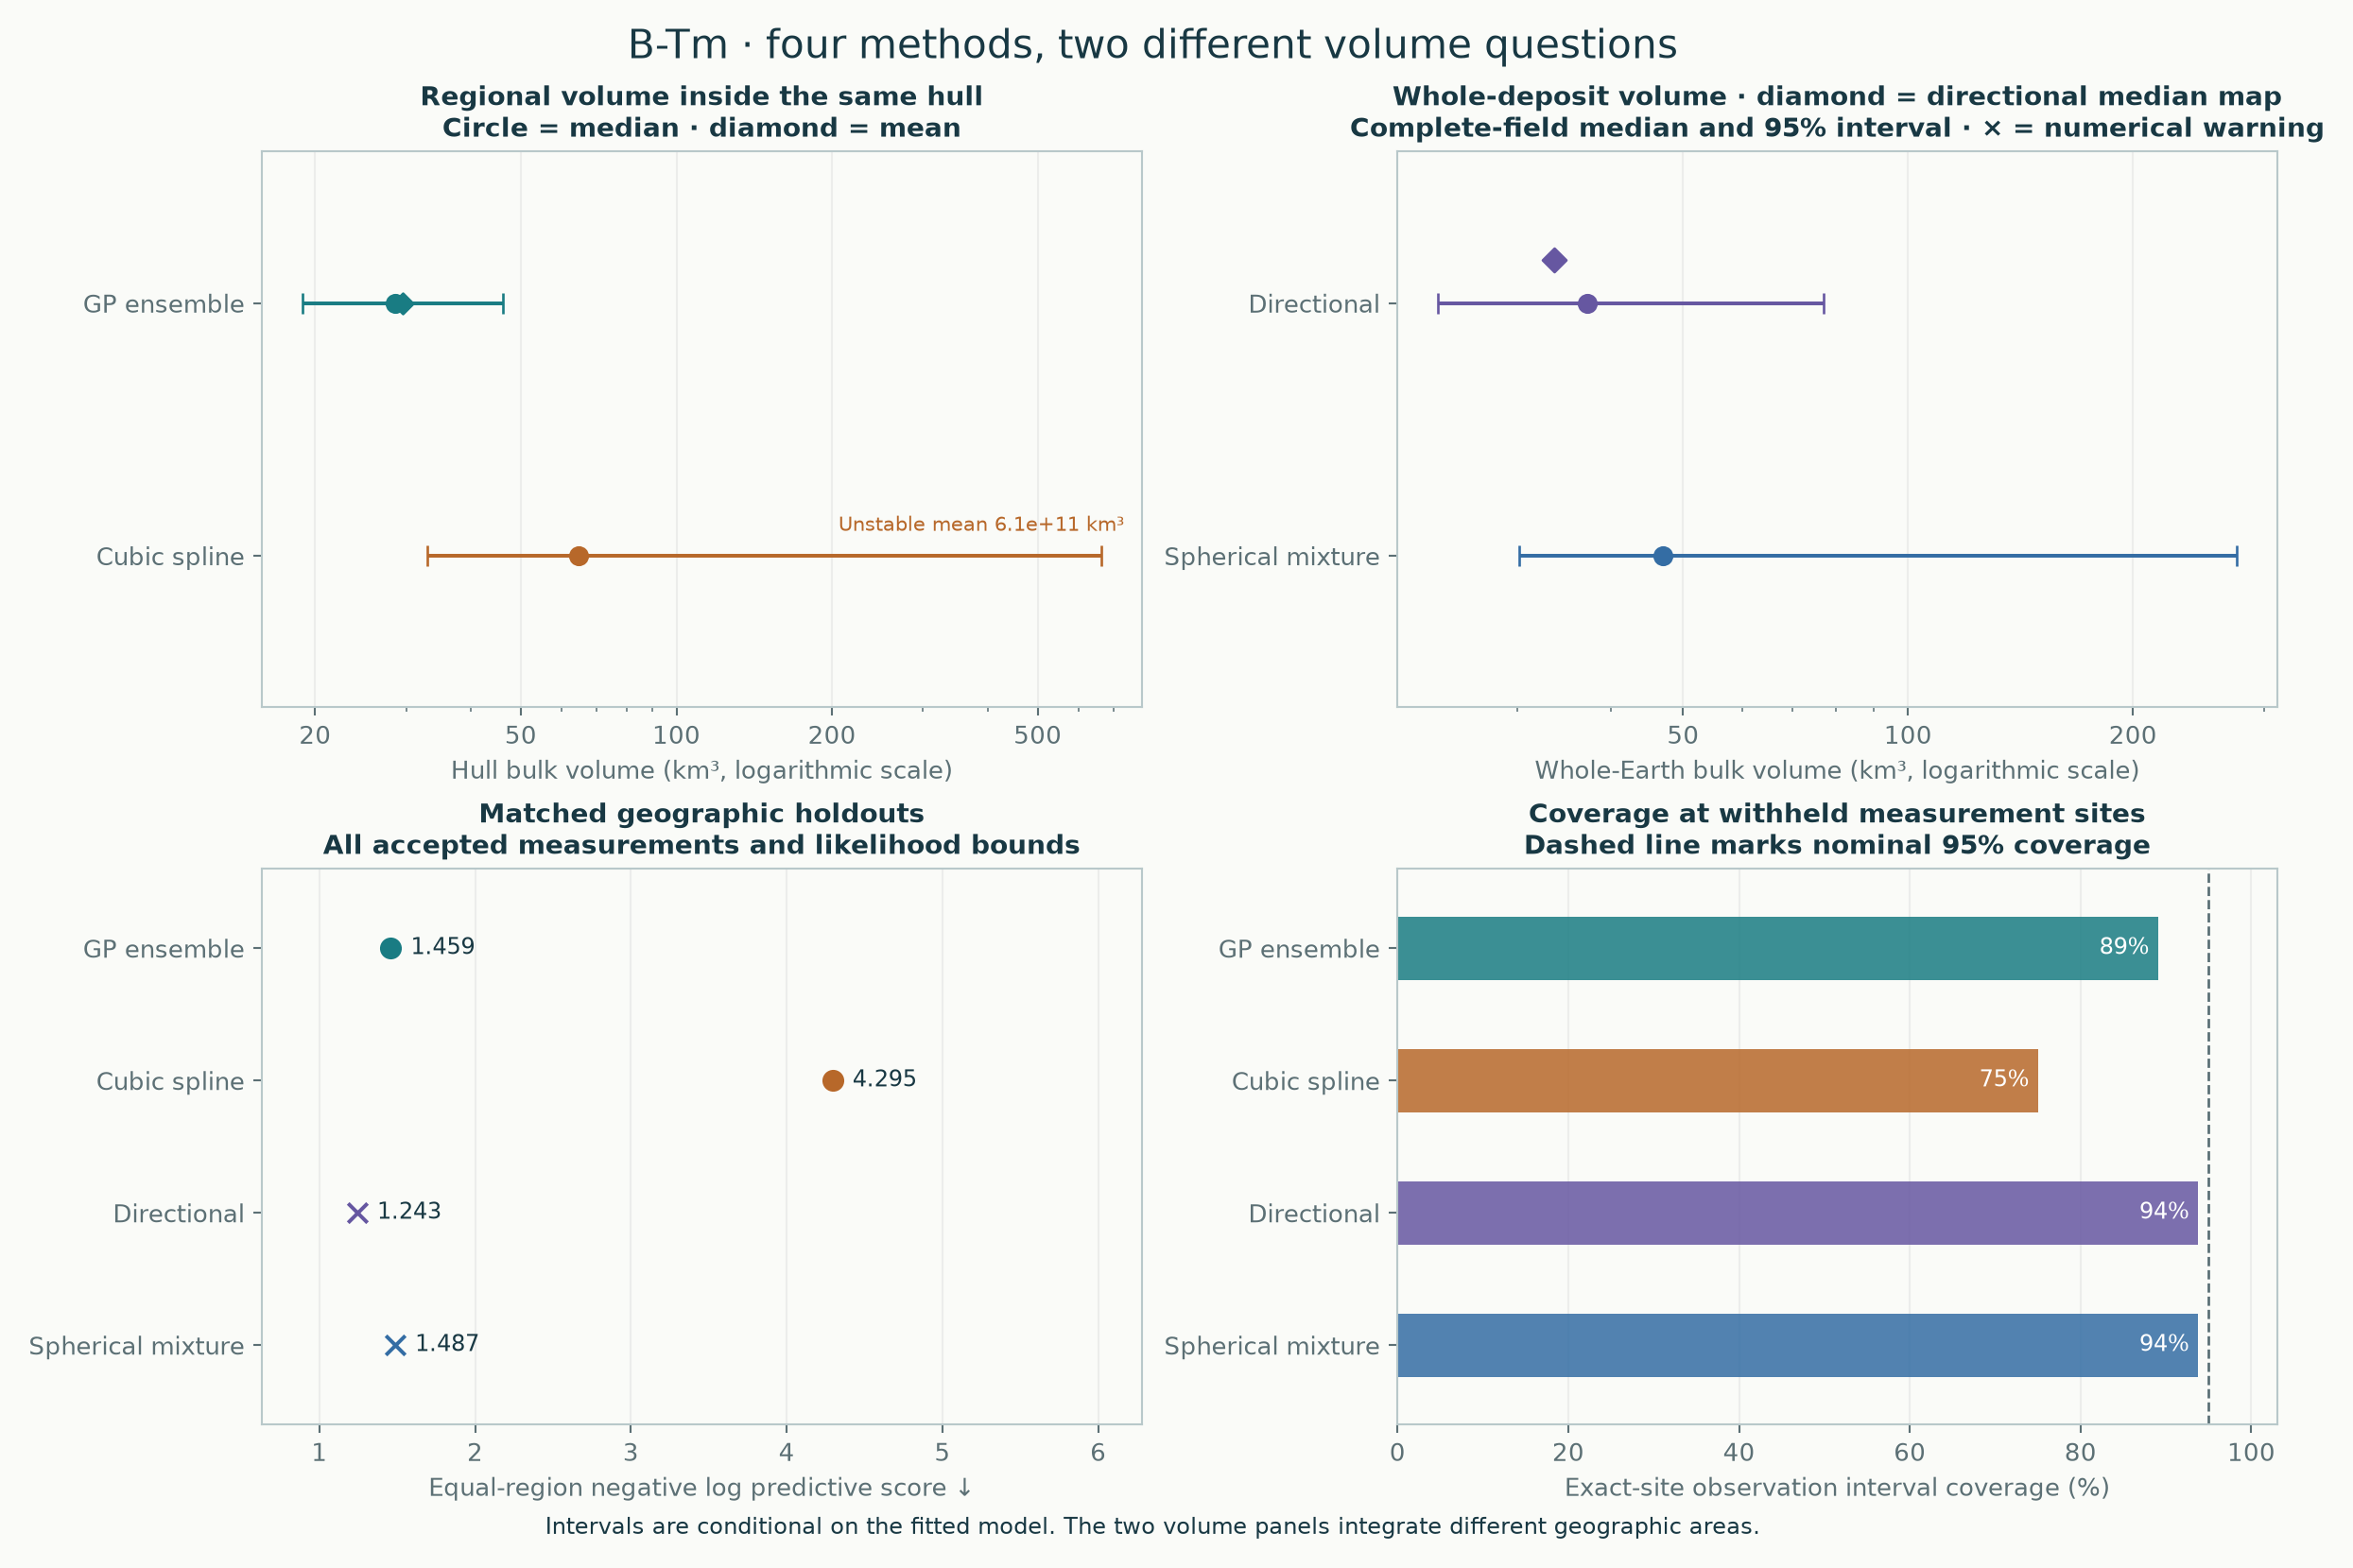 B-Tm · four methods, two different volume questions
Regional volume inside the same hull
Circle = median · diamond = mean
GP ensemble
Unstable mean 6.1e+11 km³
Cubic spline
20 50 100 200 500
Hull bulk volume (km³, logarithmic scale)
Whole-deposit volume · diamond = directional median map
Complete-field median and 95% interval · × = numerical warning
Directional
Spherical mixture
50 100 200
Whole-Earth bulk volume (km³, logarithmic scale)
Matched geographic holdouts
All accepted measurements and likelihood bounds
GP ensemble 1.459
Cubic spline 4.295
Directional 1.243
Spherical mixture 1.487
1 2 3 4 5 6
Equal-region negative log predictive score ↓
Coverage at withheld measurement sites
Dashed line marks nominal 95% coverage
GP ensemble 89%
Cubic spline 75%
Directional 94%
Spherical mixture 94%
0 20 40 60 80 100
Exact-site observation interval coverage (%)
Intervals are conditional on the fitted model. The two volume panels integrate different geographic areas.